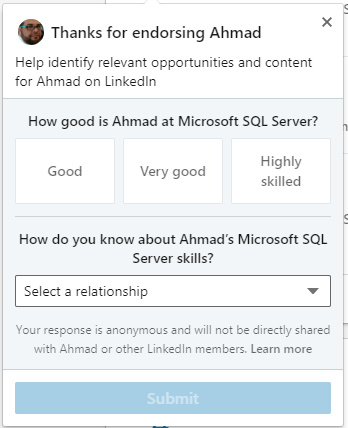 Thanks for endorsing Ahmad
Help identify relevant opportunities and content
for Ahmad on LinkedIn
How good is Ahmad at Microsoft SQL Server?
Good
Very good
Highly
skilled
How do you know about Ahmad's Microsoft SQL
Server skills?
Select a relationship
Your response is anonymous and will not be directly shared
with Ahmad or other LinkedIn members. Learn more
Submit